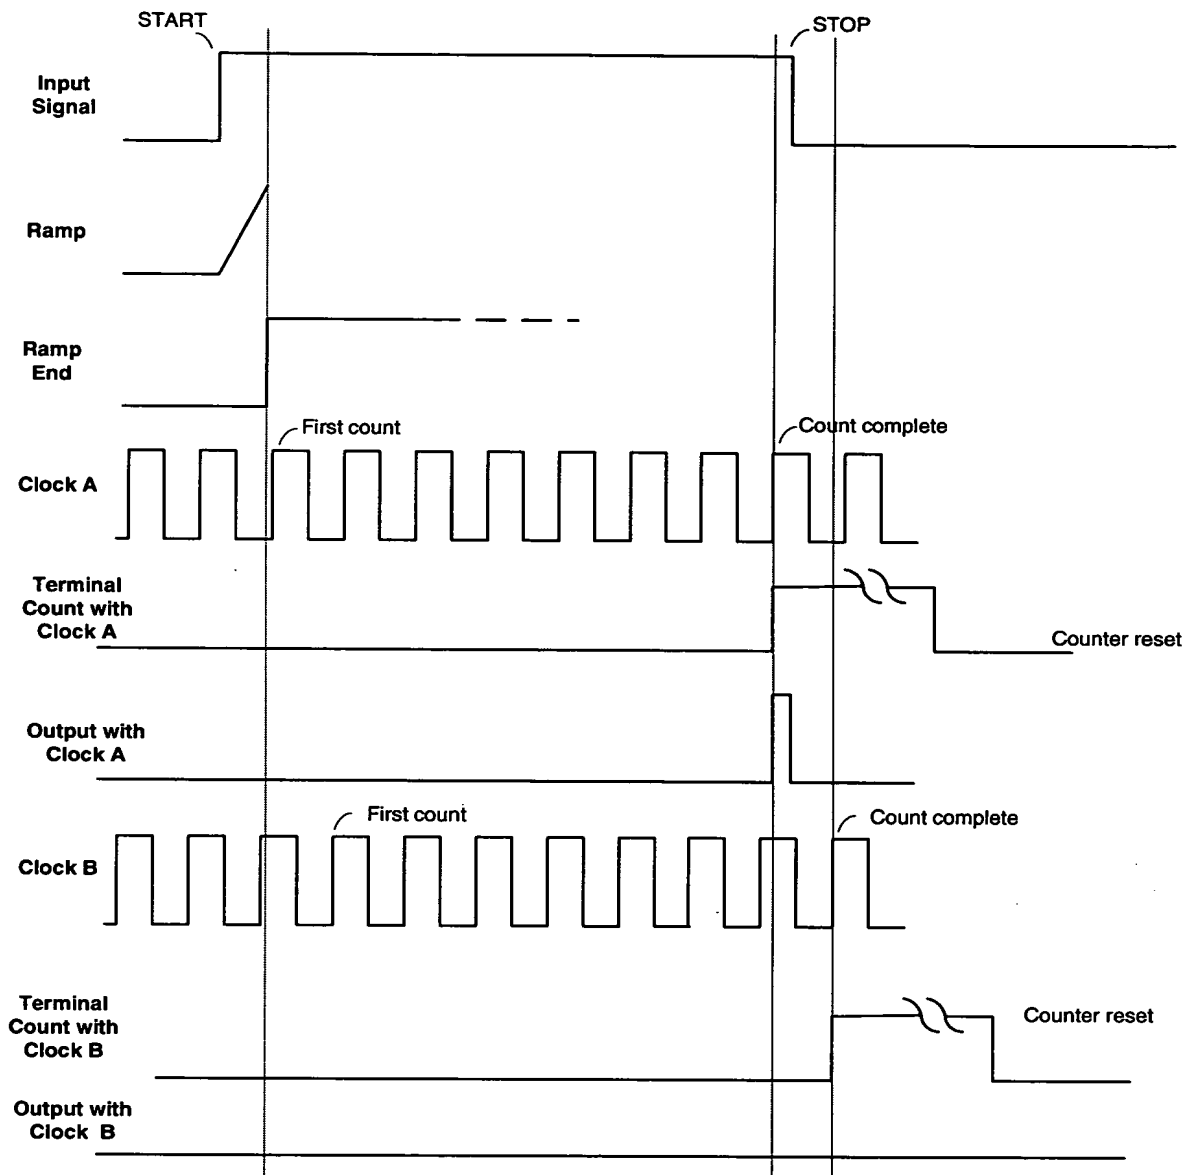 START
STOP
Input
Signal
Ramp
Ramp
End
First count
Count complete
Clock A
Terminal
Count with
Clock A
Counter reset
Output with
Clock A
First count
Count complete
Clock B
Terminal
Count with
Clock B
Counter reset
Output with
Clock B